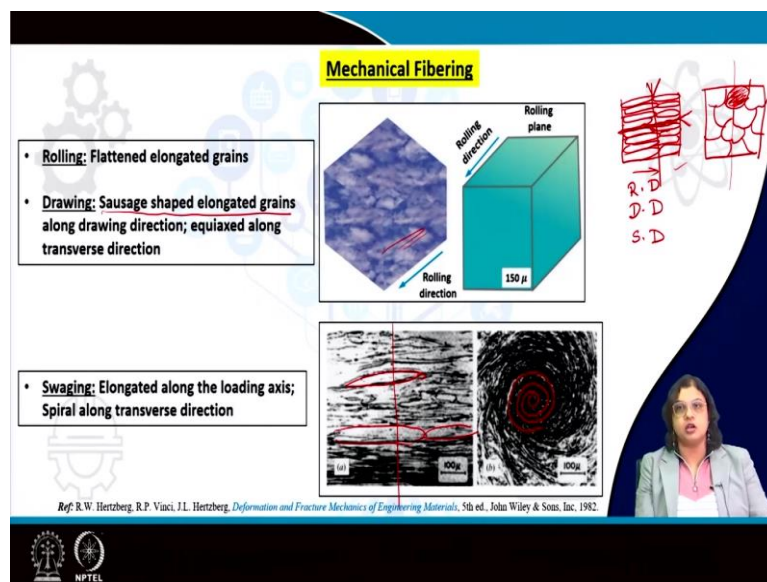 Mechanical Fibering
• Rolling: Flattened elongated grains
• Drawing: Sausage shaped elongated grains
along drawing direction; equiaxed along
transverse direction
Rolling
direction
Rolling
plane
150 μ
Rolling
direction
R.D
D.D
S.D
• Swaging: Elongated along the loading axis;
Spiral along transverse direction
(a)
100μ
(b)
100μ
Ref: R.W. Hertzberg, R.P. Vinci, J.L. Hertzberg, Deformation and Fracture Mechanics of Engineering Materials, 5th ed., John Wiley & Sons, Inc, 1982.
NPTEL